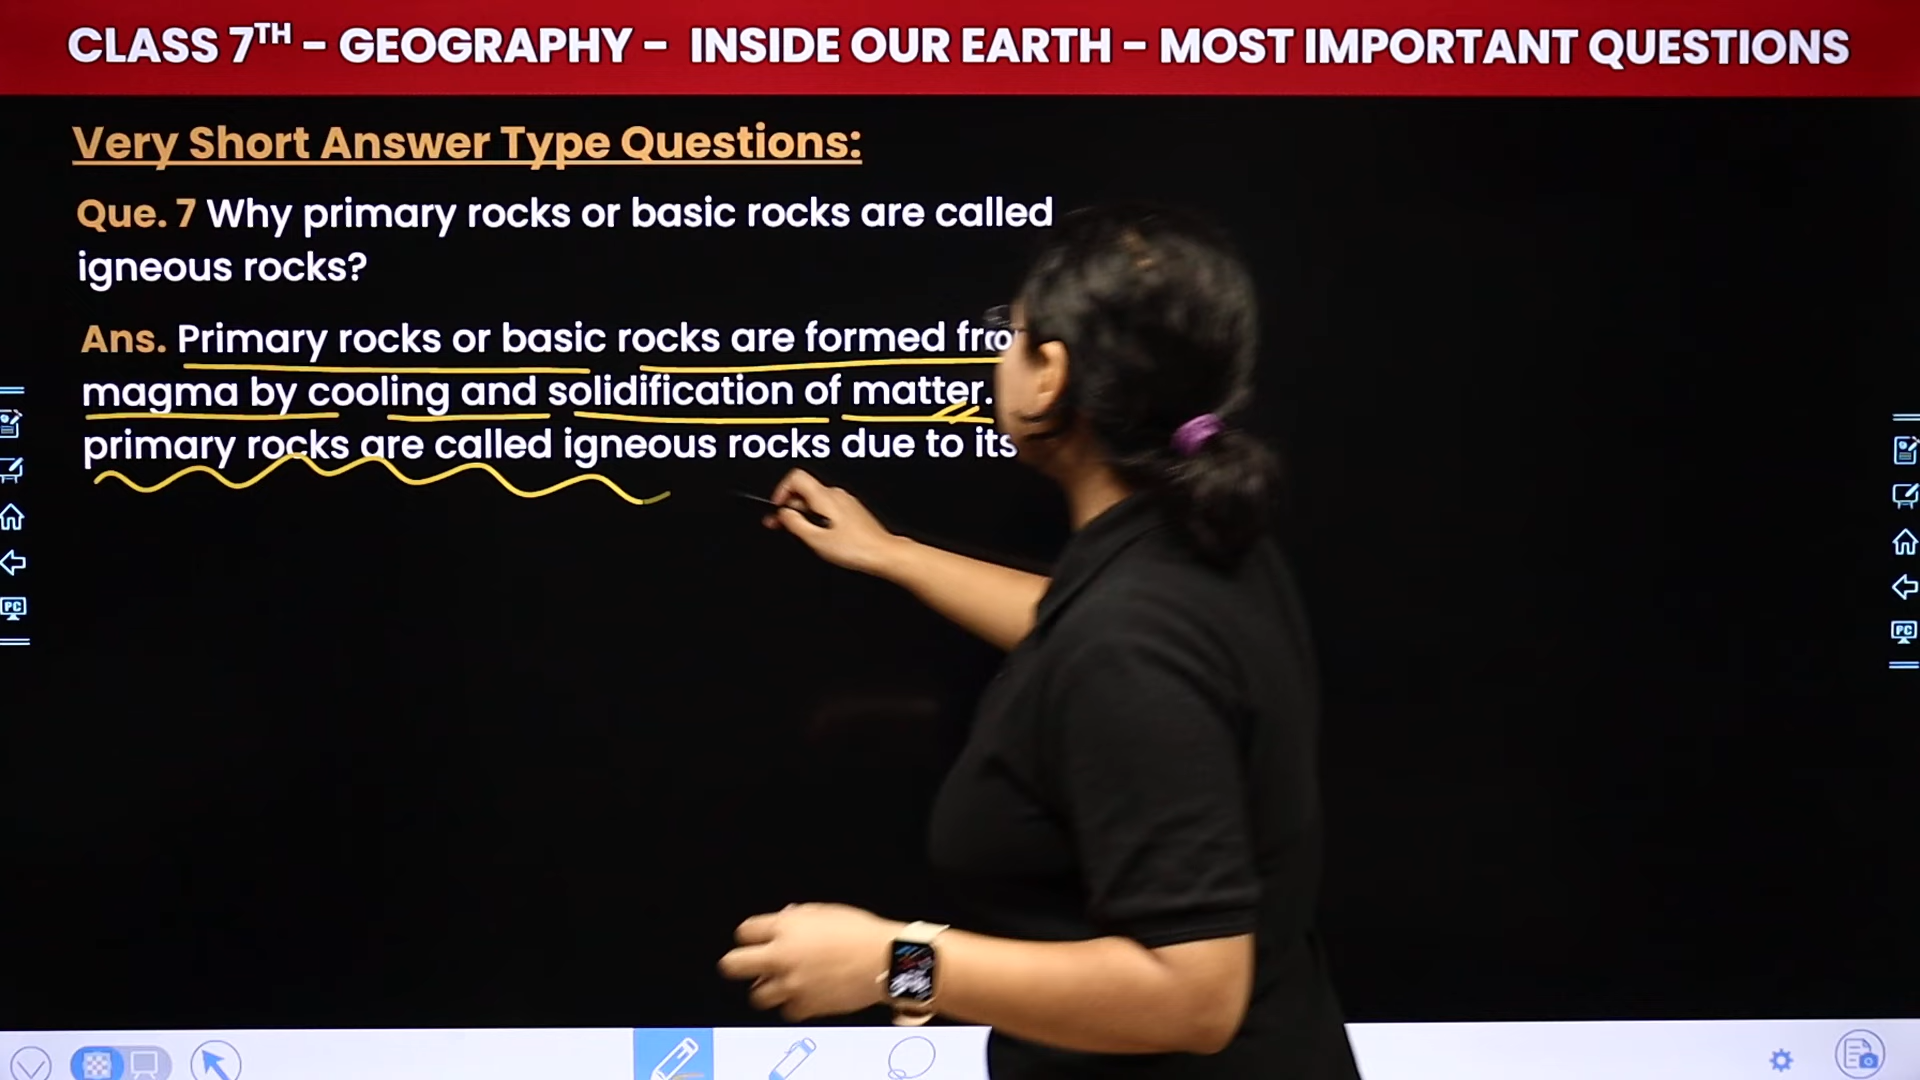 CLASS 7TH - GEOGRAPHY - INSIDE OUR EARTH - MOST IMPORTANT QUESTIONS
Very Short Answer Type Questions:
Que. 7 Why primary rocks or basic rocks are called
igneous rocks?
Ans. Primary rocks or basic rocks are formed
magma by cooling and solidification of matter.
primary rocks are called igneous rocks due to its
PC
PC